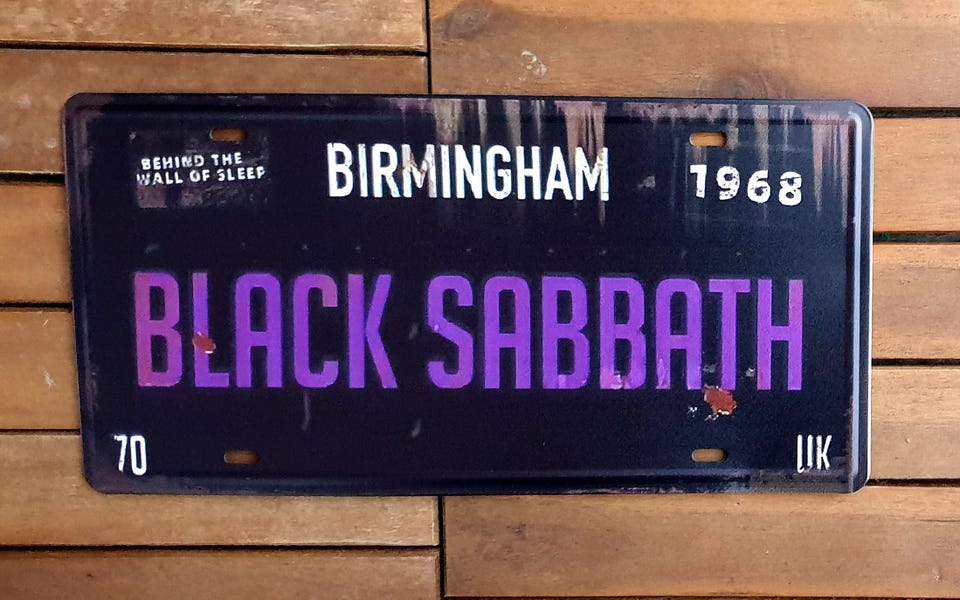 BEHIND THE
WALL OF SLEEP
BIRMINGHAM
1968
BLACK SABBATH
70
UK